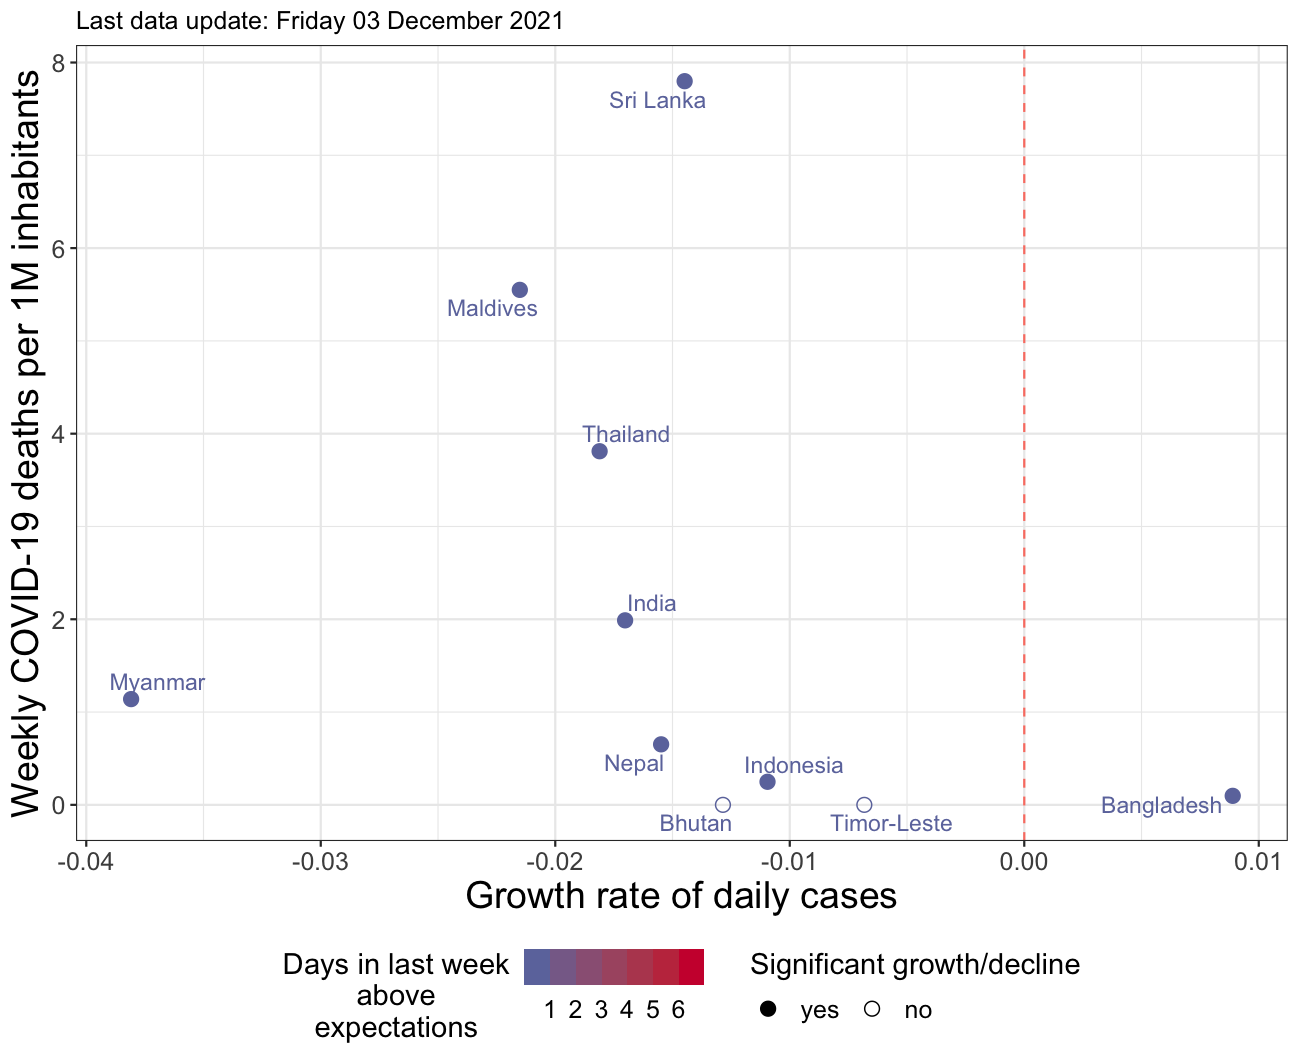 Last data update: Friday 03 December 2021
Weekly COVID-19 deaths per 1M inhabitants
8
6
4
2
0
Sri Lanka
Maldives
Thailand
India
Myanmar
Nepal
Indonesia
Bhutan
Timor-Leste
Bangladesh
-0.04 -0.03 -0.02 -0.01 0.00 0.01
Growth rate of daily cases
Days in last week
above
expectations
1 2 3 4 5 6
Significant growth/decline
yes no